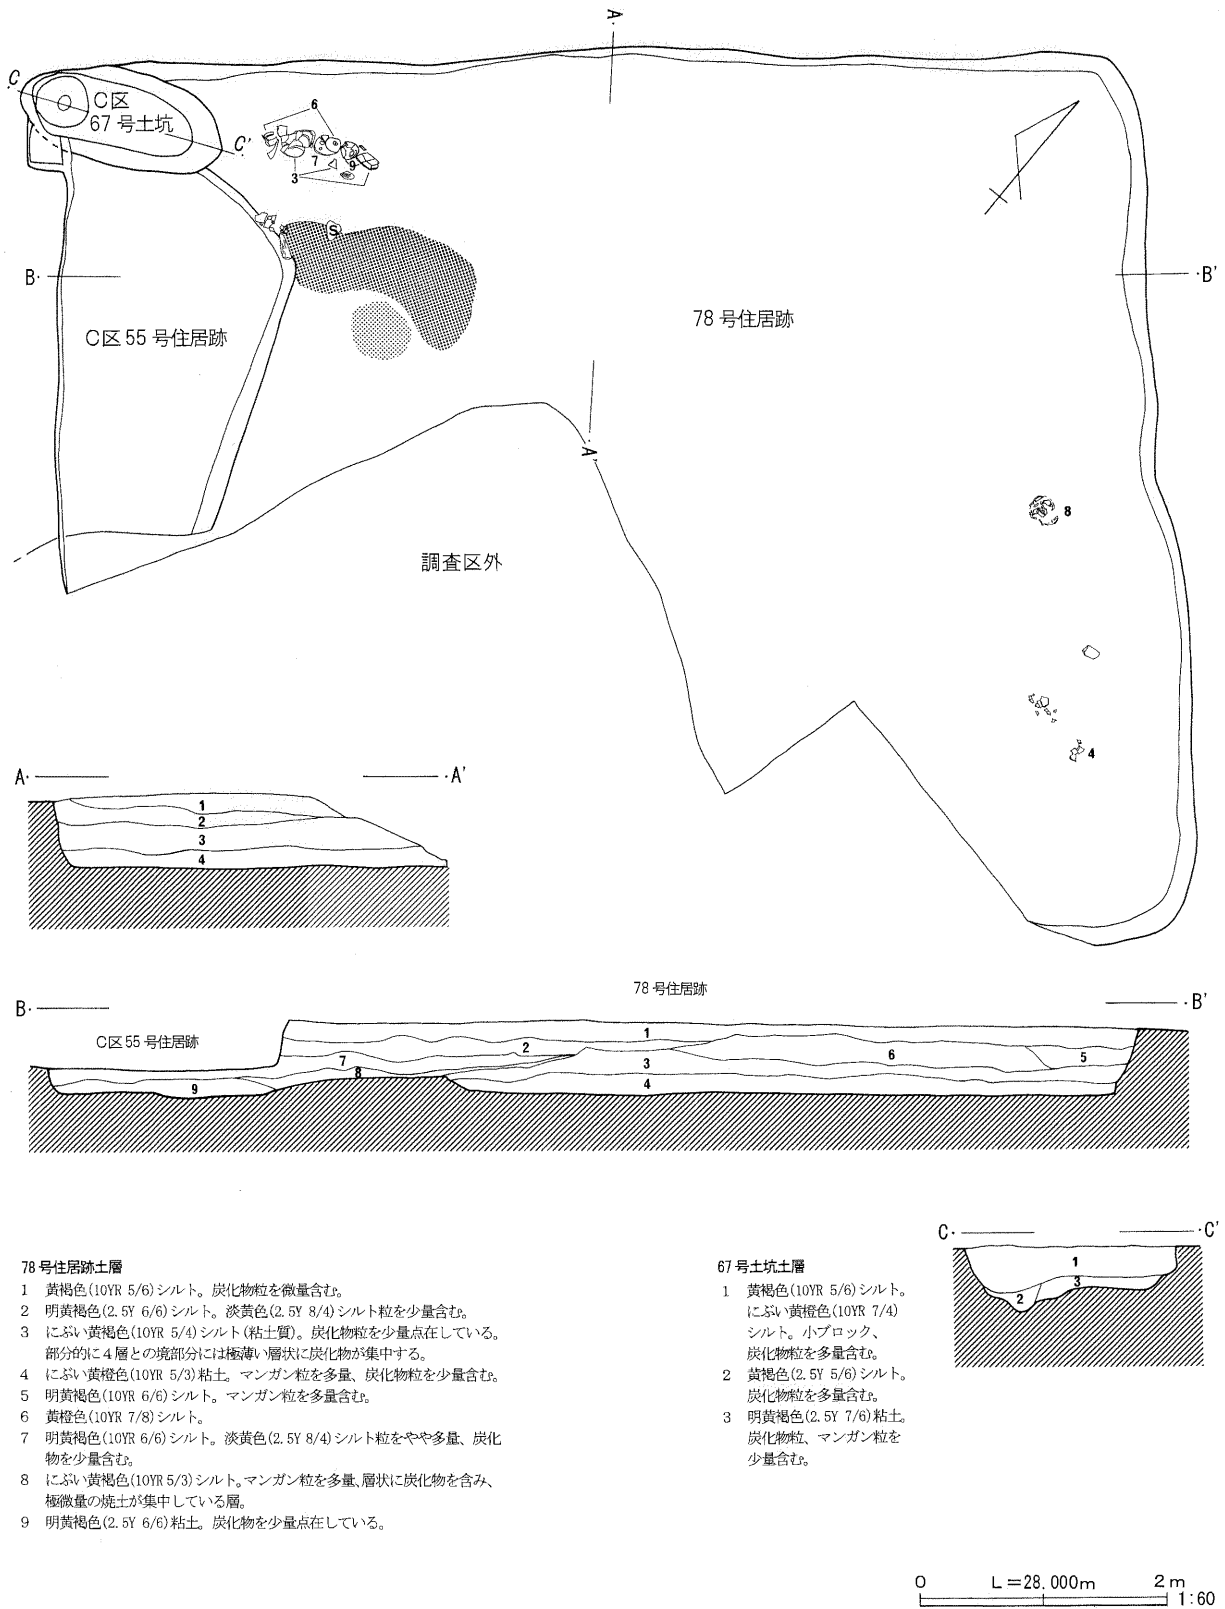 A・
C
C区
67号土坑
C'
6
7
9
3
S
B・
・B'
C区55号住居跡
78号住居跡
・A'
8
調査区外
4
A・
・A'
1
2
3
4
78号住居跡
B・
・B'
C区55号住居跡
1
2
7
3
6
5
8
9
4
C・
・C'
1
3
2
78号住居跡土層
1 黄褐色(10YR 5/6)シルト。炭化物粒を微量含む。
2 明黄褐色(2.5Y 6/6)シルト。淡黄色(2.5Y 8/4)シルト粒を少量含む。
3 にぶい黄褐色(10YR 5/4)シルト(粘土質)。炭化物粒を少量点在している。
部分的に4層との境部分には極薄い層状に炭化物が集中する。
4 にぶい黄橙色(10YR 5/3)粘土。マンガン粒を多量、炭化物粒を少量含む。
5 明黄褐色(10YR 6/6)シルト。マンガン粒を多量含む。
6 黄橙色(10YR 7/8)シルト。
7 明黄褐色(10YR 6/6)シルト。淡黄色(2.5Y 8/4)シルト粒をやや多量、炭化
物を少量含む。
8 にぶい黄褐色(10YR 5/3)シルト。マンガン粒を多量、層状に炭化物を含み、
極微量の焼土が集中している層。
9 明黄褐色(2.5Y 6/6)粘土。炭化物を少量点在している。
67号土坑土層
1 黄褐色(10YR 5/6)シルト。
にぶい黄橙色(10YR 7/4)
シルト。小ブロック、
炭化物粒を多量含む。
2 黄褐色(2.5Y 5/6)シルト。
炭化物粒を多量含む。
3 明黄褐色(2.5Y 7/6)粘土。
炭化物粒、マンガン粒を
少量含む。
0 L=28.000m 2m
1:60